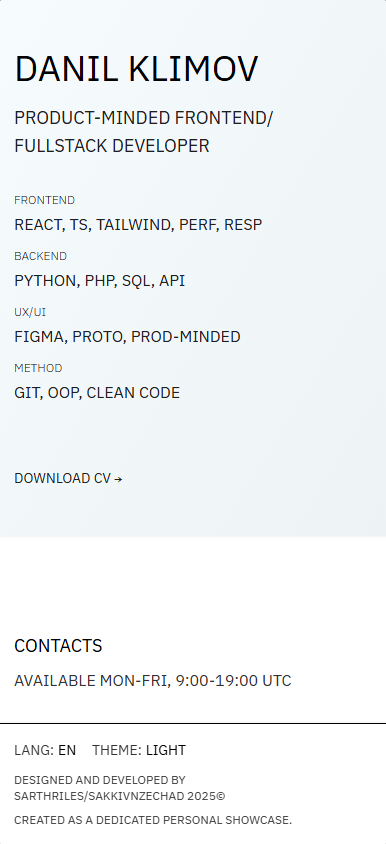 DANIL KLIMOV
PRODUCT-MINDED FRONTEND/
FULLSTACK DEVELOPER
FRONTEND
REACT, TS, TAILWIND, PERF, RESP
BACKEND
PYTHON, PHP, SQL, API
UX/UI
FIGMA, PROTO, PROD-MINDED
METHOD
GIT, OOP, CLEAN CODE
DOWNLOAD CV →
CONTACTS
AVAILABLE MON-FRI, 9:00-19:00 UTC
LANG: EN THEME: LIGHT
DESIGNED AND DEVELOPED BY
SARTHRILES/SAKKIVNZECHAD 2025©
CREATED AS A DEDICATED PERSONAL SHOWCASE.